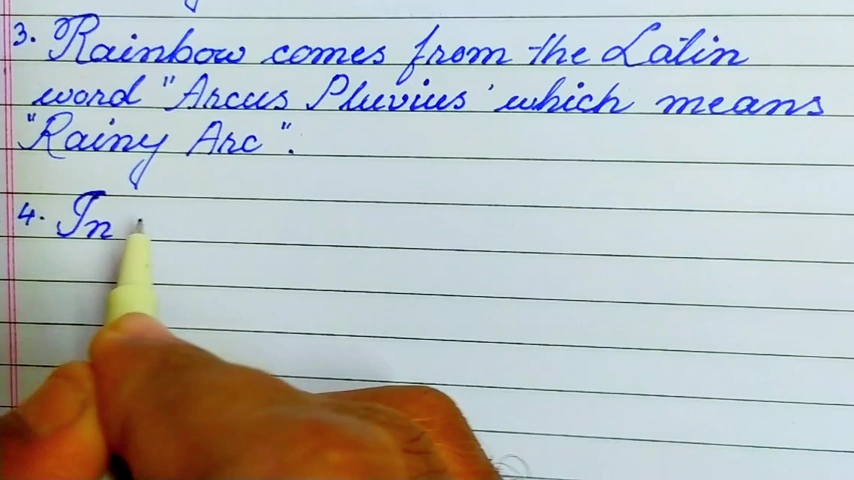 3. Rainbow comes from the Latin
word "Arcus Pluvius' which means
"Rainy Arc".
4. In